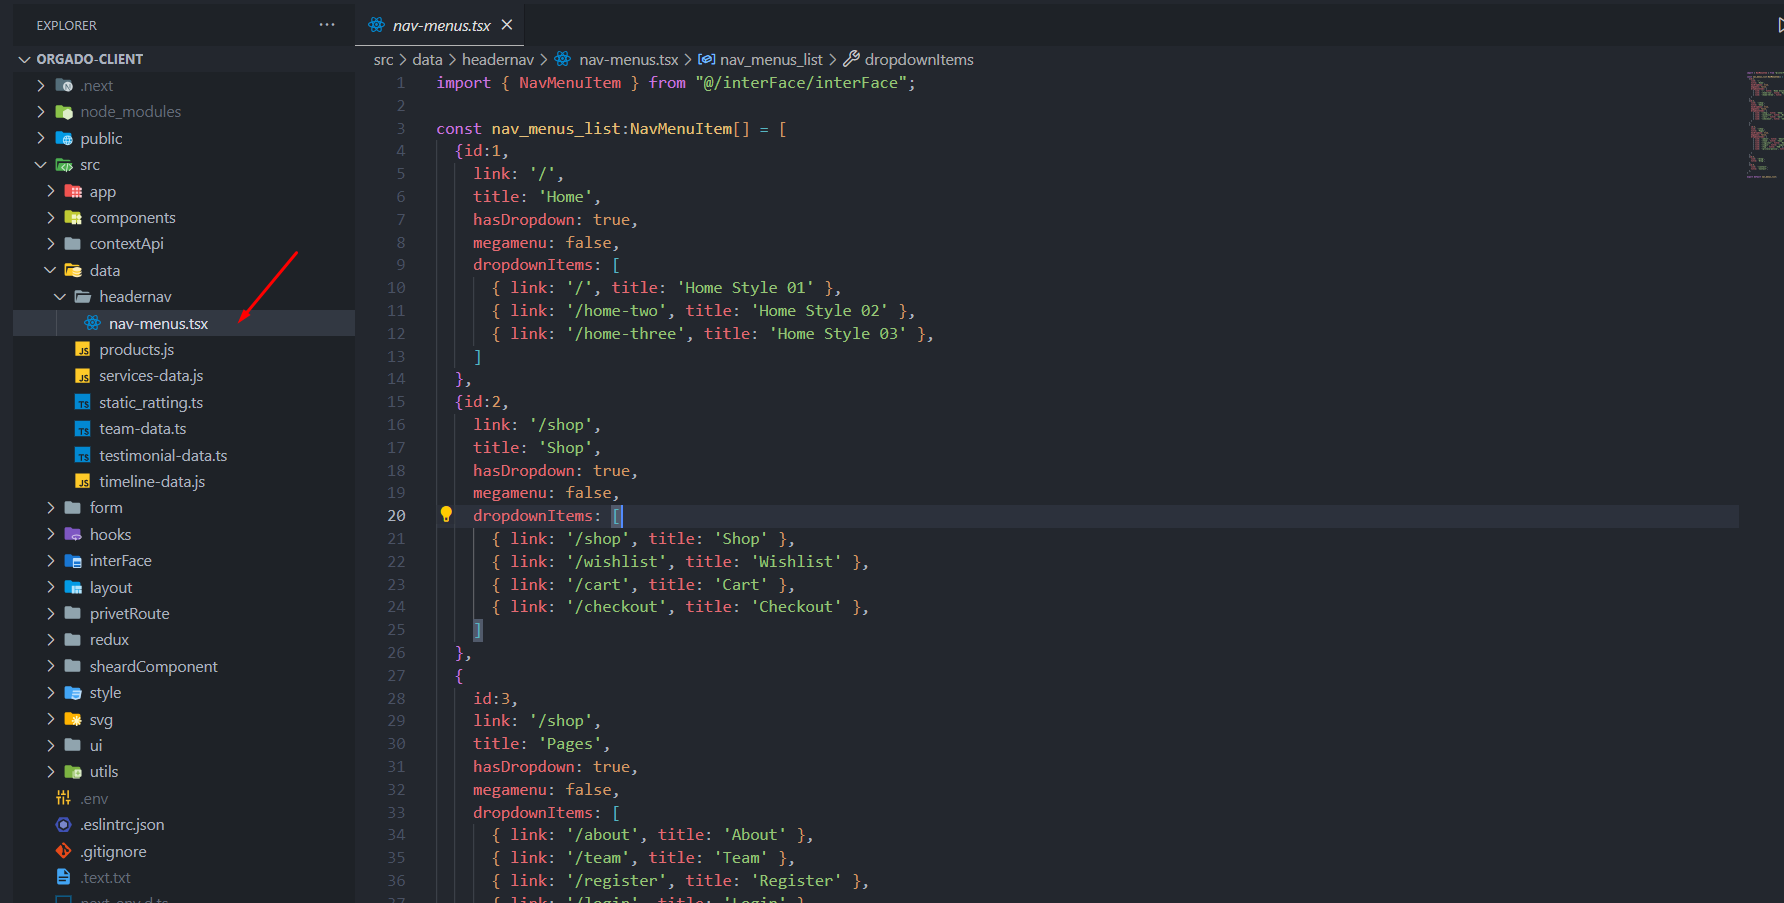 EXPLORER
ORGADO-CLIENT
.next
node_modules
public
src
app
components
contextApi
data
headernav
nav-menus.tsx
products.js
services-data.js
static_ratting.ts
team-data.ts
testimonial-data.ts
timeline-data.js
form
hooks
interFace
layout
privetRoute
redux
sheardComponent
style
svg
ui
utils
.env
.eslintrc.json
.gitignore
.text.txt
next-env.d.ts
nav-menus.tsx
src > data > headernav > nav-menus.tsx > nav_menus_list > dropdownItems
1 import { NavMenuItem } from "@/interFace/interFace";
2
3 const nav_menus_list:NavMenuItem[] = [
4 {id:1,
5 link: '/',
6 title: 'Home',
7 hasDropdown: true,
8 megamenu: false,
9 dropdownItems: [
10 { link: '/', title: 'Home Style 01' },
11 { link: '/home-two', title: 'Home Style 02' },
12 { link: '/home-three', title: 'Home Style 03' },
13 ]
14 },
15 {id:2,
16 link: '/shop',
17 title: 'Shop',
18 hasDropdown: true,
19 megamenu: false,
20 dropdownItems: [
21 { link: '/shop', title: 'Shop' },
22 { link: '/wishlist', title: 'Wishlist' },
23 { link: '/cart', title: 'Cart' },
24 { link: '/checkout', title: 'Checkout' },
25 ]
26 },
27 {
28 id:3,
29 link: '/shop',
30 title: 'Pages',
31 hasDropdown: true,
32 megamenu: false,
33 dropdownItems: [
34 { link: '/about', title: 'About' },
35 { link: '/team', title: 'Team' },
36 { link: '/register', title: 'Register' },
37 { link: '/login', title: 'Login' },